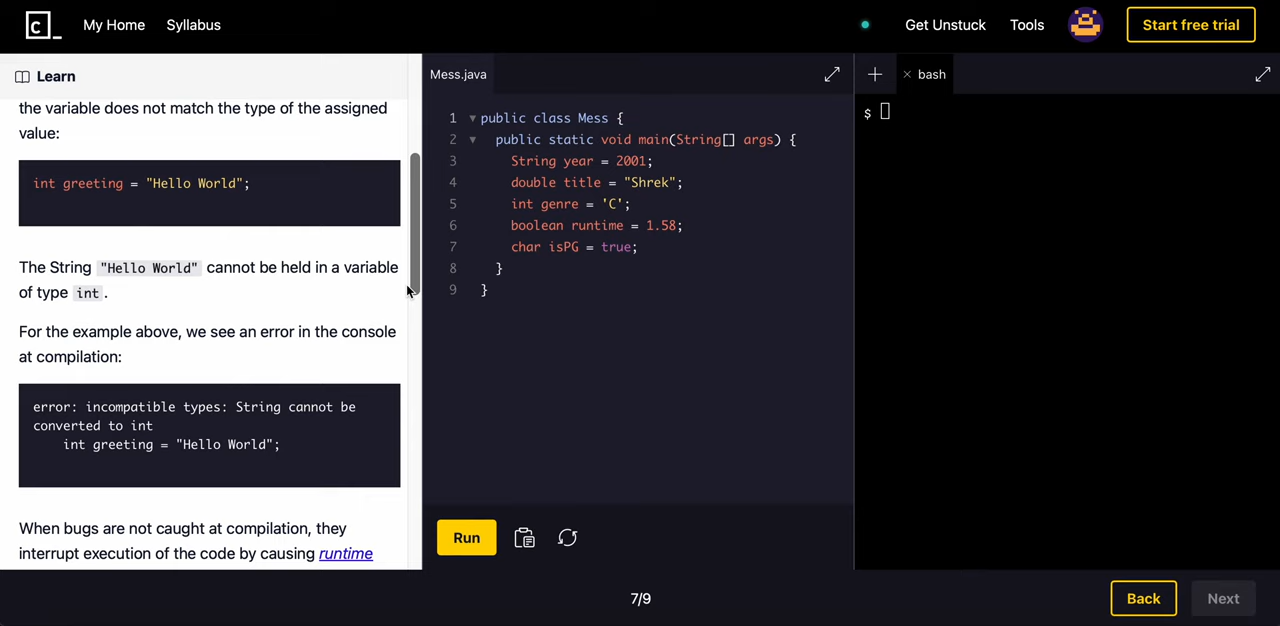 C_ My Home Syllabus Get Unstuck Tools Start free trial
Learn
the variable does not match the type of the assigned
value:
int greeting = "Hello World";
The String "Hello World" cannot be held in a variable
of type int.
For the example above, we see an error in the console
at compilation:
error: incompatible types: String cannot be
converted to int
int greeting = "Hello World";
When bugs are not caught at compilation, they
interrupt execution of the code by causing runtime
Mess.java
1 public class Mess {
2 public static void main(String[] args) {
3 String year = 2001;
4 double title = "Shrek";
5 int genre = 'C';
6 boolean runtime = 1.58;
7 char isPG = true;
8 }
9 }
Run
+ × bash
$
7/9
Back Next